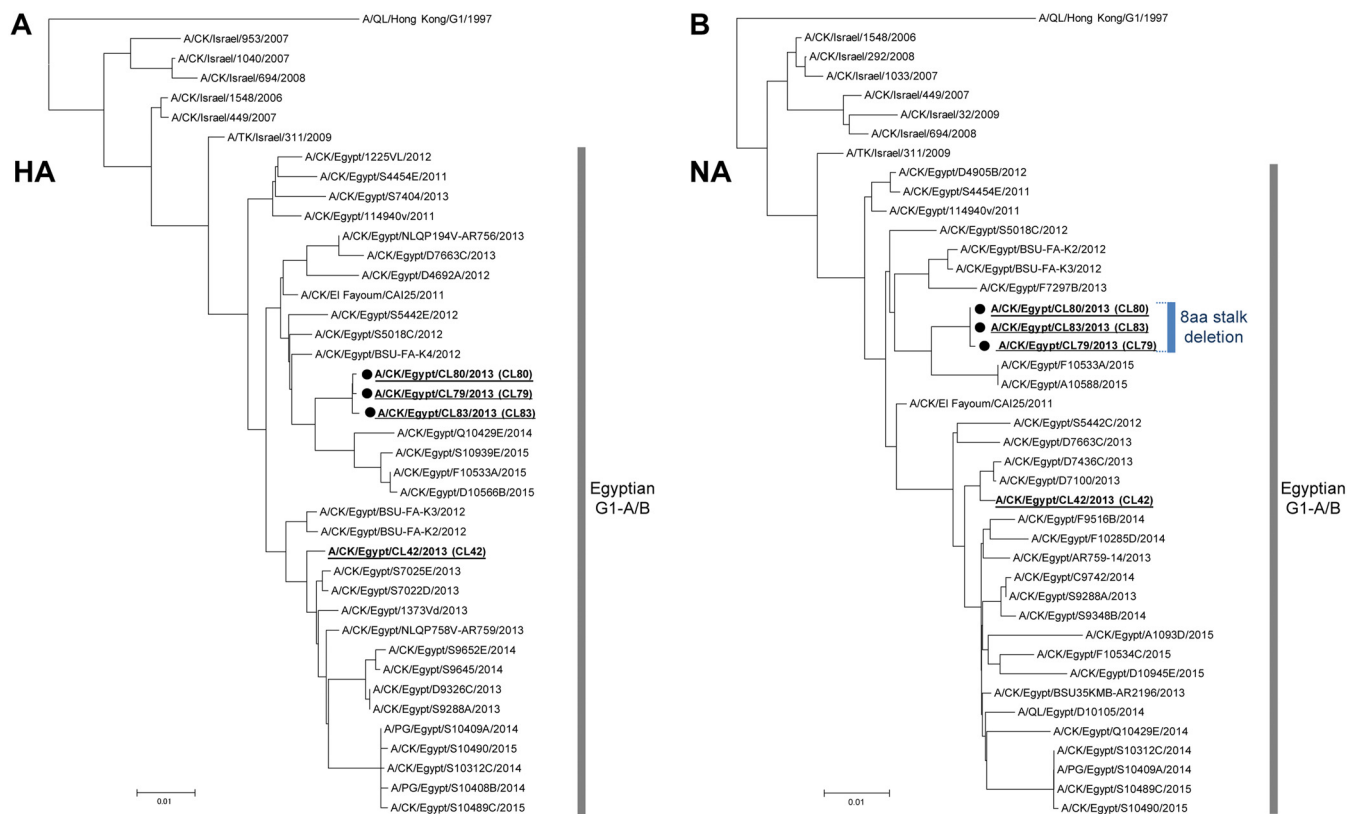 A
A/QL/Hong Kong/G1/1997
A/CK/Israel/953/2007
A/CK/Israel/1040/2007
A/CK/Israel/694/2008
A/CK/Israel/1548/2006
A/CK/Israel/449/2007
A/TK/Israel/311/2009
HA
A/CK/Egypt/1225VL/2012
A/CK/Egypt/S4454E/2011
A/CK/Egypt/S7404/2013
A/CK/Egypt/114940v/2011
A/CK/Egypt/NLQP194V-AR756/2013
A/CK/Egypt/D7663C/2013
A/CK/Egypt/D4692A/2012
A/CK/El Fayoum/CAI25/2011
A/CK/Egypt/S5442E/2012
A/CK/Egypt/S5018C/2012
A/CK/Egypt/BSU-FA-K4/2012
A/CK/Egypt/CL80/2013 (CL80)
A/CK/Egypt/CL79/2013 (CL79)
A/CK/Egypt/CL83/2013 (CL83)
A/CK/Egypt/Q10429E/2014
A/CK/Egypt/S10939E/2015
A/CK/Egypt/F10533A/2015
A/CK/Egypt/D10566B/2015
A/CK/Egypt/BSU-FA-K3/2012
A/CK/Egypt/BSU-FA-K2/2012
A/CK/Egypt/CL42/2013 (CL42)
A/CK/Egypt/S7025E/2013
A/CK/Egypt/S7022D/2013
A/CK/Egypt/1373Vd/2013
A/CK/Egypt/NLQP758V-AR759/2013
A/CK/Egypt/S9652E/2014
A/CK/Egypt/S9645/2014
A/CK/Egypt/D9326C/2013
A/CK/Egypt/S9288A/2013
A/PG/Egypt/S10409A/2014
A/CK/Egypt/S10490/2015
A/CK/Egypt/S10312C/2014
A/PG/Egypt/S10408B/2014
A/CK/Egypt/S10489C/2015
Egyptian
G1-A/B
0.01
B
A/QL/Hong Kong/G1/1997
A/CK/Israel/1548/2006
A/CK/Israel/292/2008
A/CK/Israel/1033/2007
A/CK/Israel/449/2007
A/CK/Israel/32/2009
A/CK/Israel/694/2008
A/TK/Israel/311/2009
NA
A/CK/Egypt/D4905B/2012
A/CK/Egypt/S4454E/2011
A/CK/Egypt/114940v/2011
A/CK/Egypt/S5018C/2012
A/CK/Egypt/BSU-FA-K2/2012
A/CK/Egypt/BSU-FA-K3/2012
A/CK/Egypt/F7297B/2013
A/CK/Egypt/CL80/2013 (CL80)
A/CK/Egypt/CL83/2013 (CL83)
A/CK/Egypt/CL79/2013 (CL79)
8aa stalk
deletion
A/CK/Egypt/F10533A/2015
A/CK/Egypt/A10588/2015
A/CK/El Fayoum/CAI25/2011
A/CK/Egypt/S5442C/2012
A/CK/Egypt/D7663C/2013
A/CK/Egypt/D7436C/2013
A/CK/Egypt/D7100/2013
A/CK/Egypt/CL42/2013 (CL42)
A/CK/Egypt/F9516B/2014
A/CK/Egypt/F10285D/2014
A/CK/Egypt/AR759-14/2013
A/CK/Egypt/C9742/2014
A/CK/Egypt/S9288A/2013
A/CK/Egypt/S9348B/2014
A/CK/Egypt/A1093D/2015
A/CK/Egypt/F10534C/2015
A/CK/Egypt/D10945E/2015
A/CK/Egypt/BSU35KMB-AR2196/2013
A/QL/Egypt/D10105/2014
A/CK/Egypt/Q10429E/2014
A/CK/Egypt/S10312C/2014
A/PG/Egypt/S10409A/2014
A/CK/Egypt/S10489C/2015
A/CK/Egypt/S10490/2015
Egyptian
G1-A/B
0.01